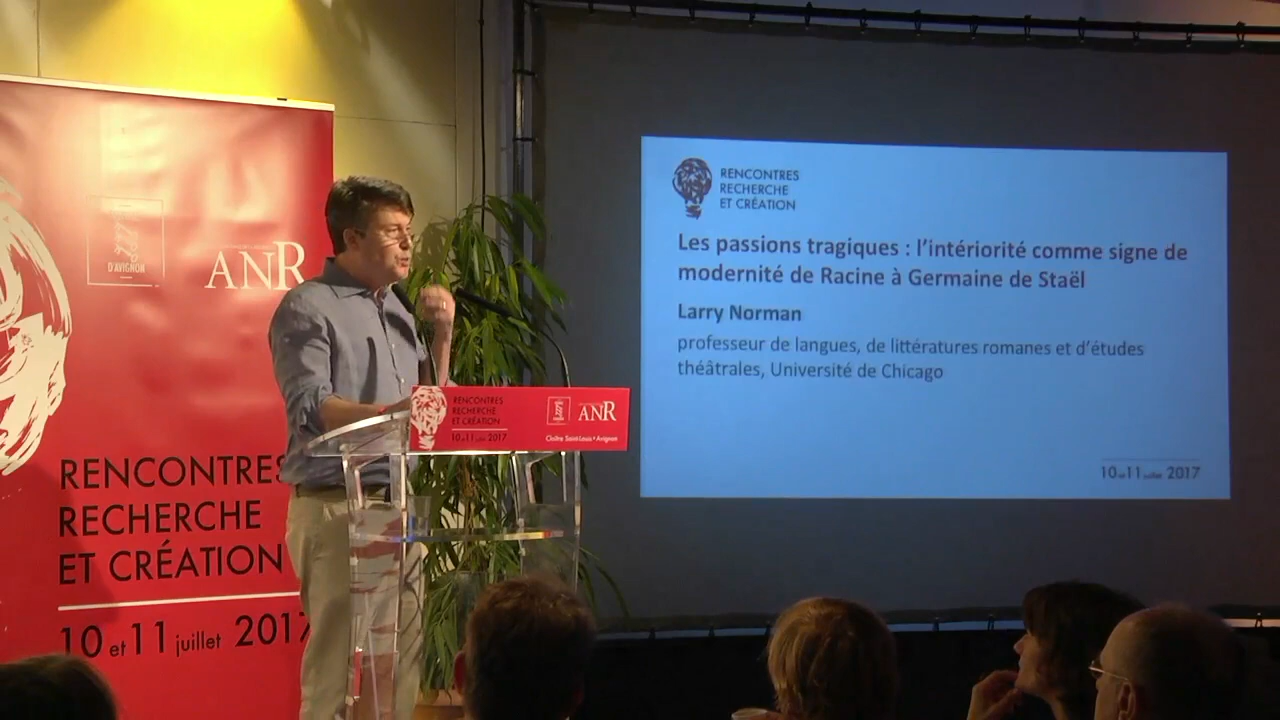 D'AVIGNON
ANR
RENCONTRES
RECHERCHE
ET CRÉATION
10 et 11 juillet 2017
RENCONTRES
RECHERCHE
ET CRÉATION
10 et 11 juillet 2017
ANR
Cloître Saint-Louis • Avignon
RENCONTRES
RECHERCHE
ET CRÉATION
Les passions tragiques : l'intériorité comme signe de
modernité de Racine à Germaine de Staël
Larry Norman
professeur de langues, de littératures romanes et d'études
théâtrales, Université de Chicago
10 et 11 juillet 2017